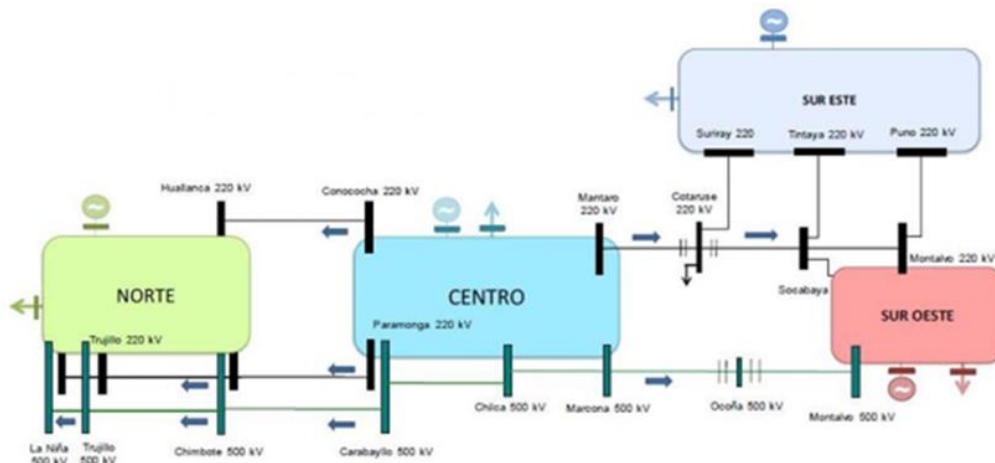 SUR ESTE
Suriray 220
Tintaya 220 kV
Puno 220 kV
Huallanca 220 kV
Conococha 220 kV
Mantaro
220 kV
Cotaruse
220 kV
NORTE
CENTRO
Montalvo 220 kV
Socabaya
SUR OESTE
Trujillo 220 kV
Paramonga 220 kV
La Niña
500 kV
Trujillo
500 kV
Chimbote 500 kV
Carabayllo 500 kV
Chilca 500 kV
Marcona 500 kV
Ocoña 500 kV
Montalvo 500 kV